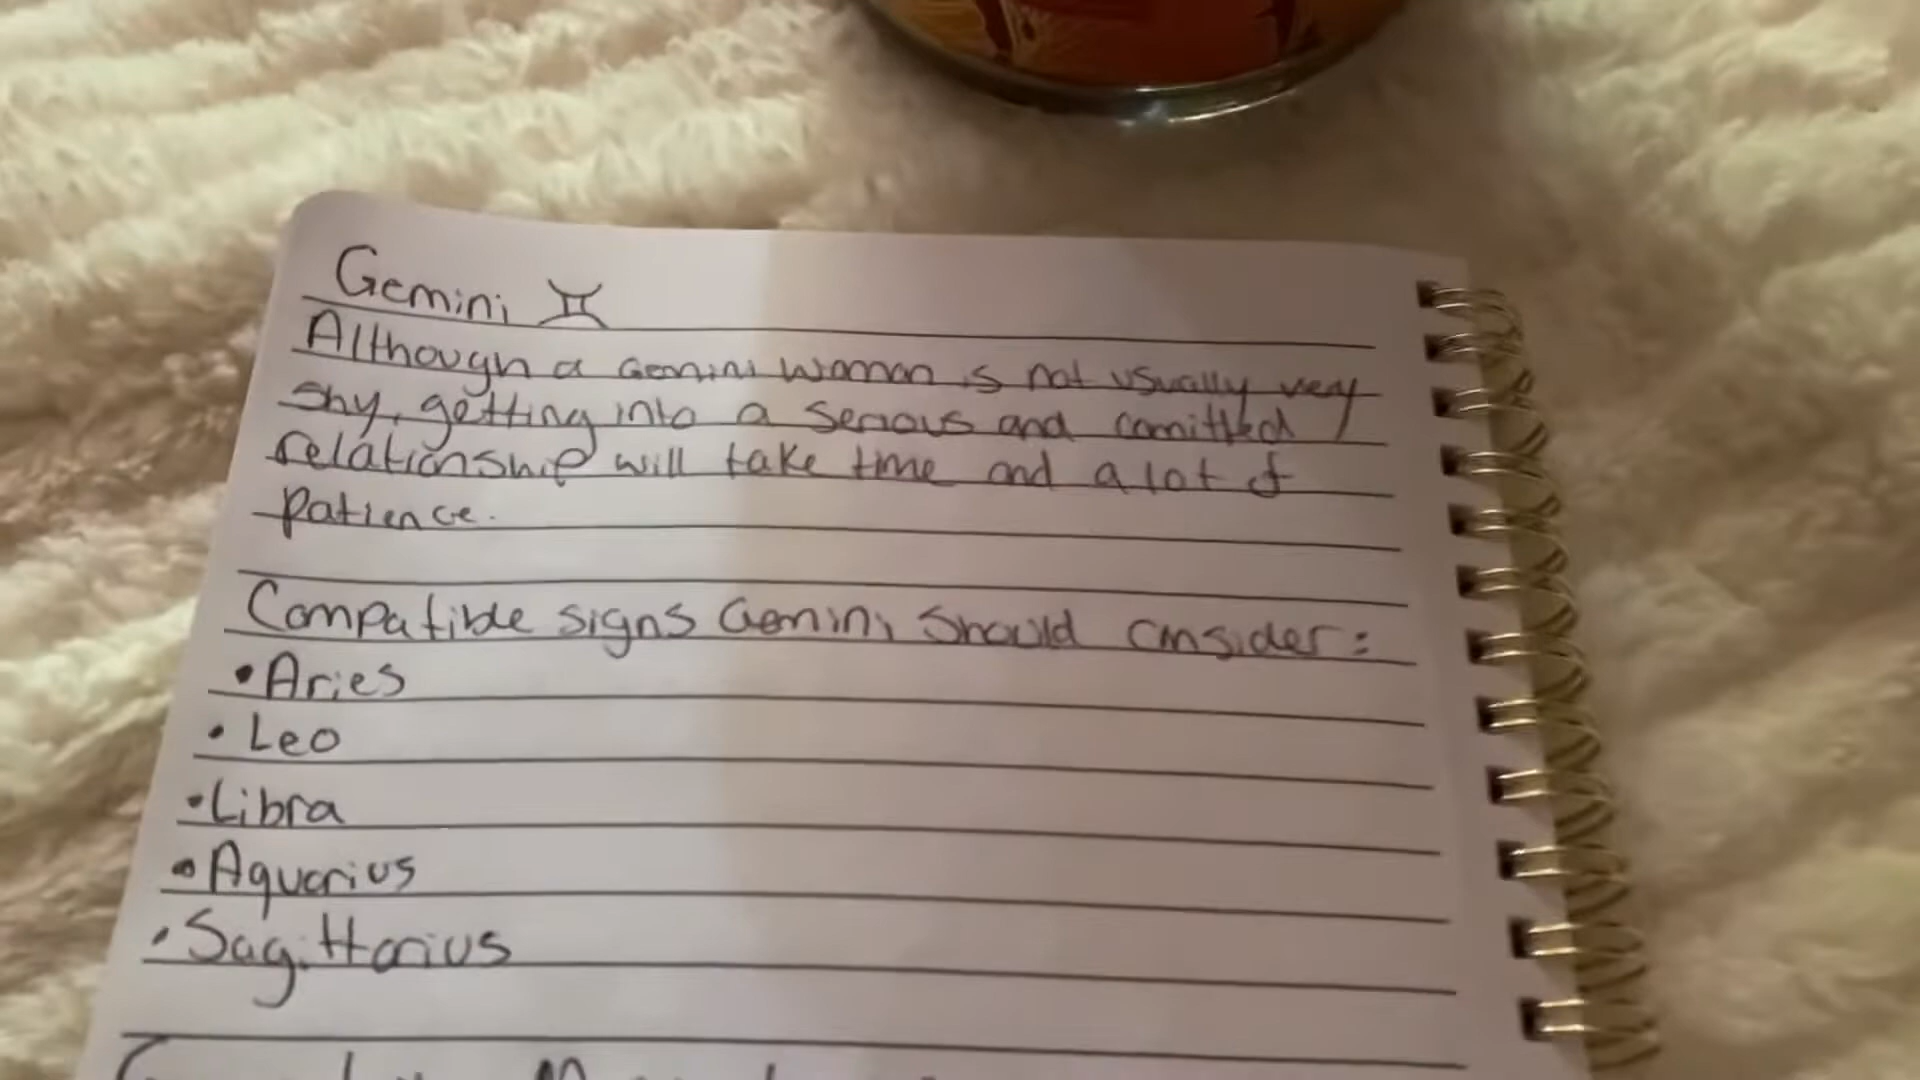 Gemini ♊
Although a Gemini woman is not usually very
shy, getting into a serious and comitted
relationship will take time and a lot of
patience.
Compatible signs Gemini should consider:
• Aries
• Leo
• Libra
• Aquarius
• Sagittarius